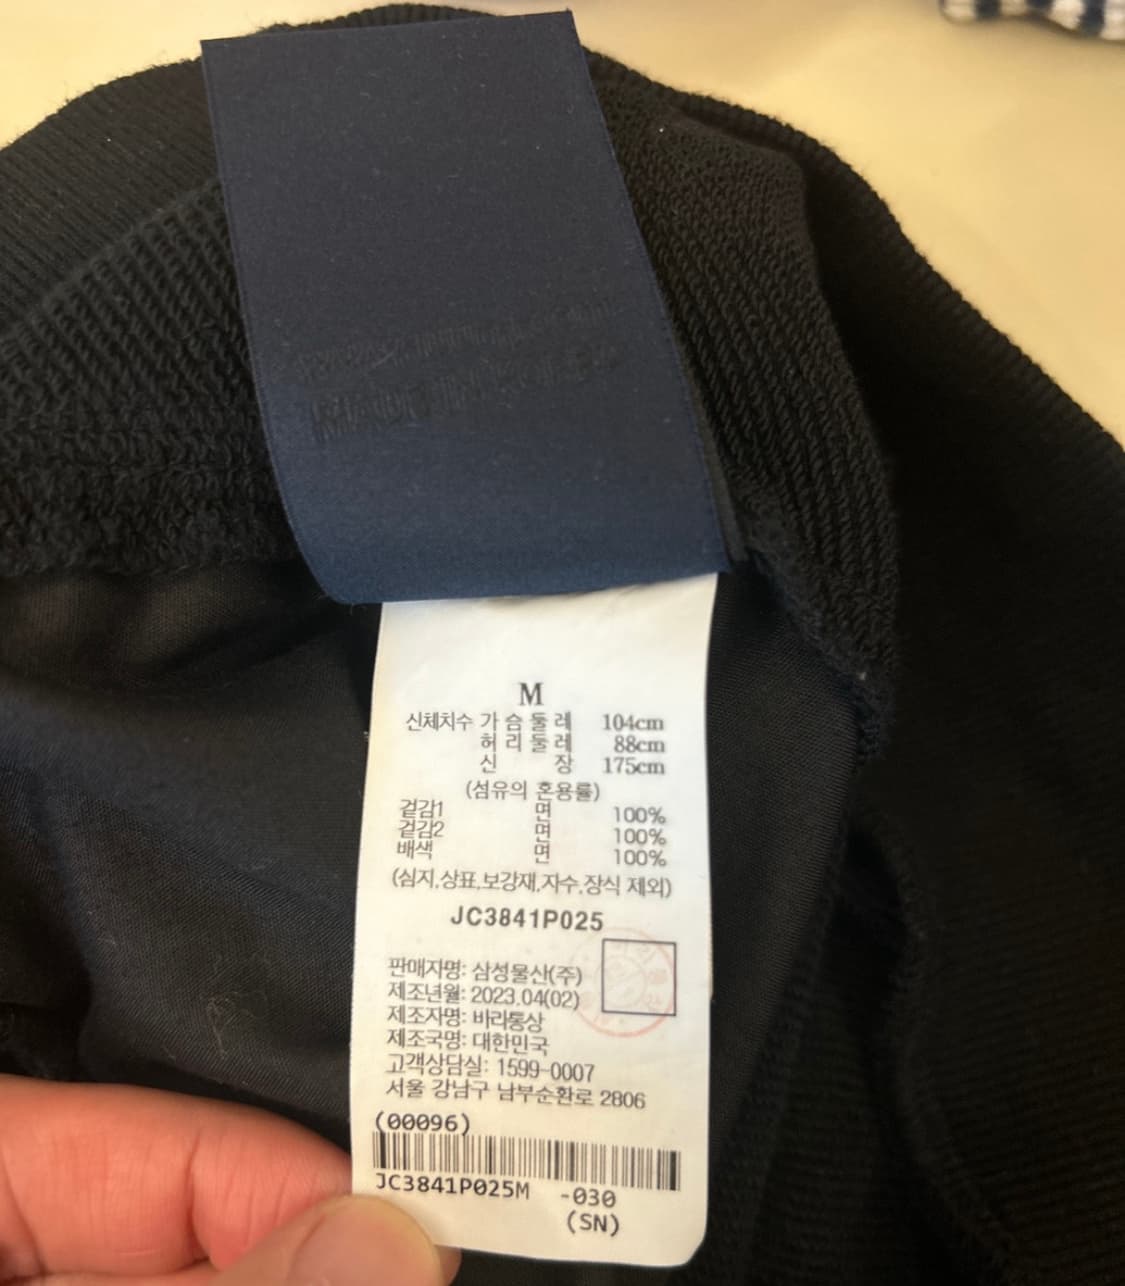 M
신체치수 가 슴 둘 레 104cm
허 리 둘 레 88cm
신 장 175cm
(섬유의 혼용률)
겉감1 면 100%
겉감2 면 100%
배색 면 100%
(심지,상표,보강재,자수,장식 제외)
JC3841P025
판매자명: 삼성물산(주)
제조년월: 2023.04(02)
제조자명: 바라통상
제조국명: 대한민국
고객상담실: 1599-0007
서울 강남구 남부순환로 2806
(00096)
JC3841P025M -030
(SN)